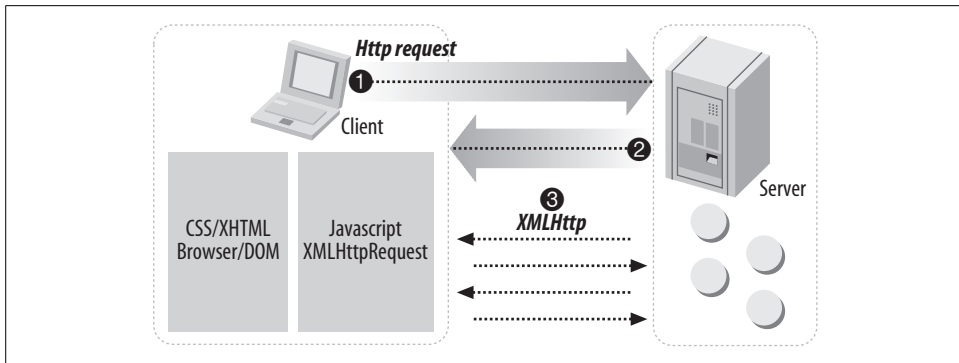 Http request
1
Client
2
Server
3
XMLHttp
CSS/XHTML
Browser/DOM
Javascript
XMLHttpRequest